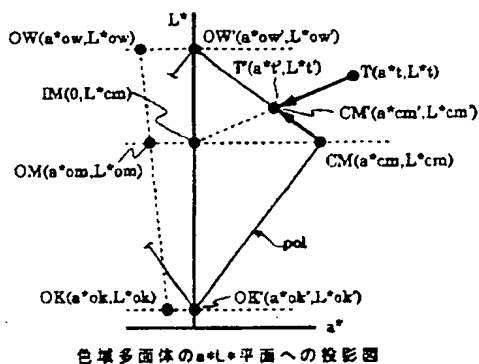 L*
OW(a*ow,L*ow)
OW'(a*ow',L*ow')
T'(a*t',L*t')
T(a*t,L*t)
IM(0,L*cm)
CM'(a*cm',L*cm')
OM(a*om,L*om)
CM(a*cm,L*cm)
pol
OK(a*ok,L*ok)
OK'(a*ok',L*ok')
a*
色域多面体のa*L*平面への投影図